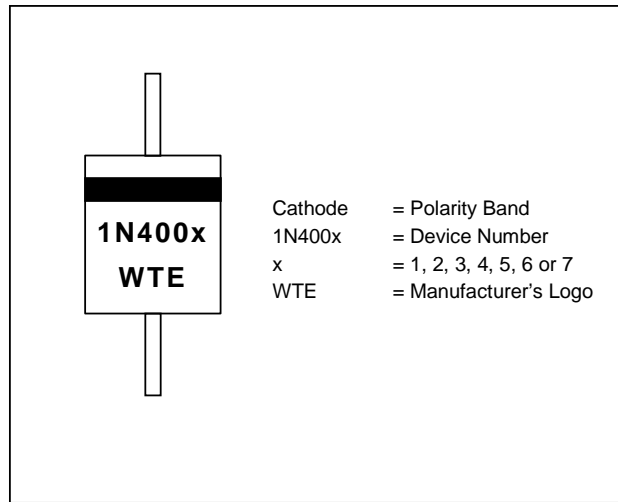 1N400x
WTE
Cathode = Polarity Band
1N400x = Device Number
x = 1, 2, 3, 4, 5, 6 or 7
WTE = Manufacturer’s Logo